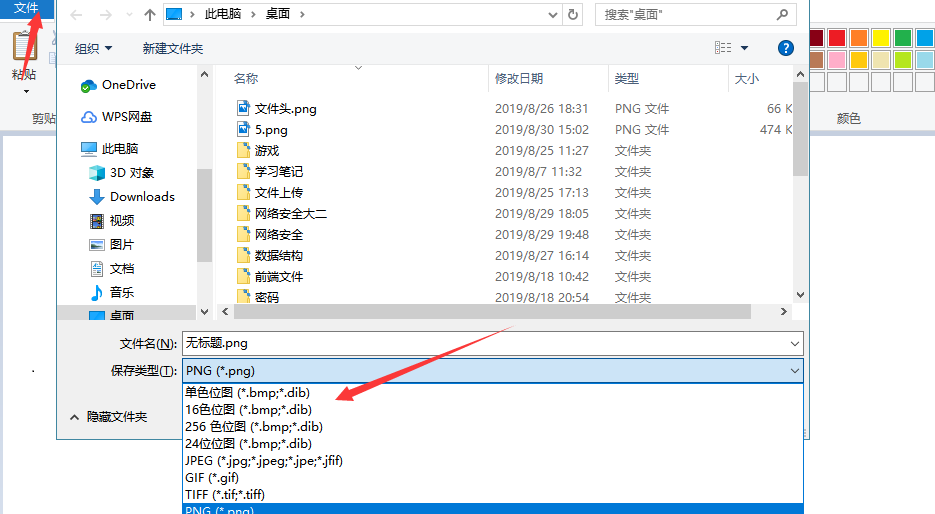 文件
此电脑
桌面
搜索"桌面"
组织
新建文件夹
粘贴
剪贴
颜色
OneDrive
WPS网盘
此电脑
3D 对象
Downloads
视频
图片
文档
音乐
桌面
名称 修改日期 类型 大小
文件头.png 2019/8/26 18:31 PNG 文件 66 K
5.png 2019/8/30 15:02 PNG 文件 474 K
游戏 2019/8/25 11:27 文件夹
学习笔记 2019/8/7 11:32 文件夹
文件上传 2019/8/25 17:13 文件夹
网络安全大二 2019/8/29 18:05 文件夹
网络安全 2019/8/29 19:48 文件夹
数据结构 2019/8/27 16:14 文件夹
前端文件 2019/8/18 10:42 文件夹
密码 2019/8/18 20:54 文件夹
文件名(N): 无标题.png
保存类型(T): PNG (*.png)
单色位图 (*.bmp;*.dib)
16色位图 (*.bmp;*.dib)
256 色位图 (*.bmp;*.dib)
24位位图 (*.bmp;*.dib)
JPEG (*.jpg;*.jpeg;*.jpe;*.jfif)
GIF (*.gif)
TIFF (*.tif;*.tiff)
PNG (*.png)
隐藏文件夹